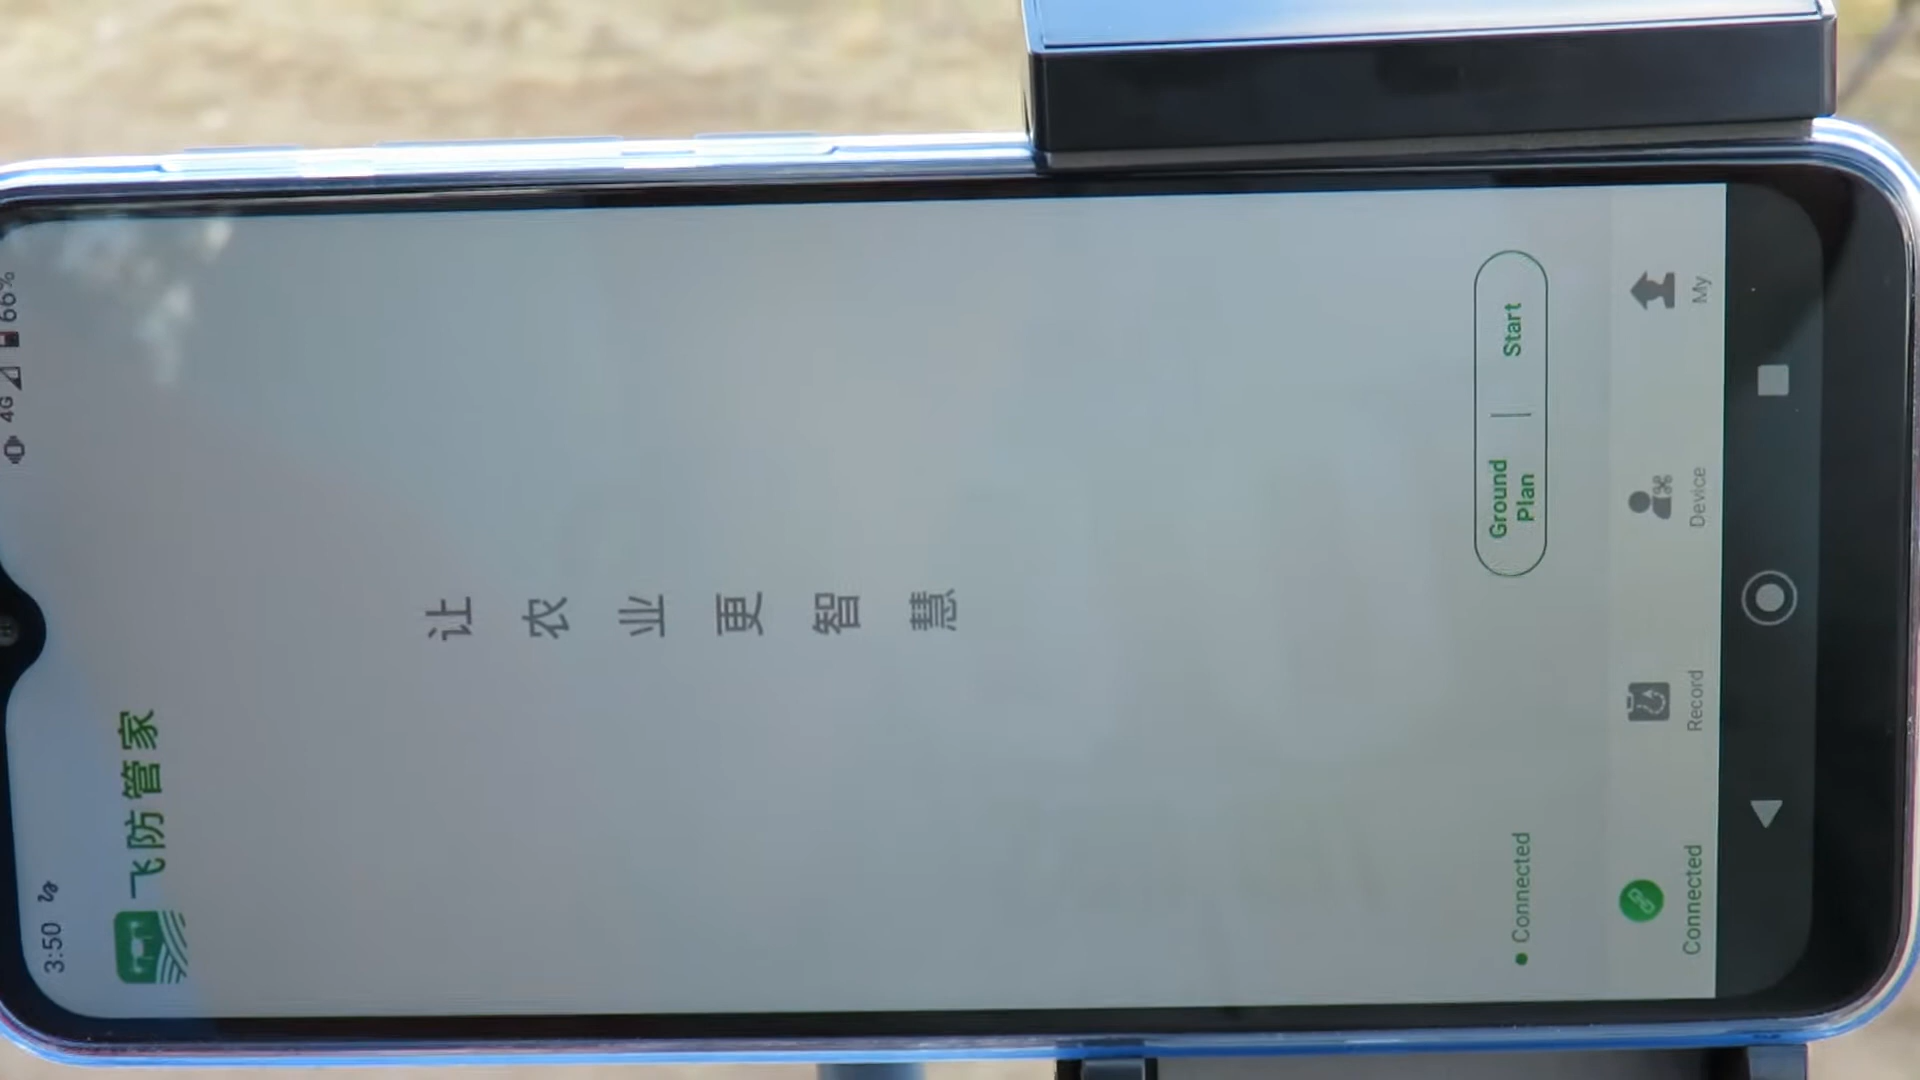 3:50 4G 66%
飞防管家
让农业更智慧
Connected
Ground
Plan
Start
Connected
Record
Device
My